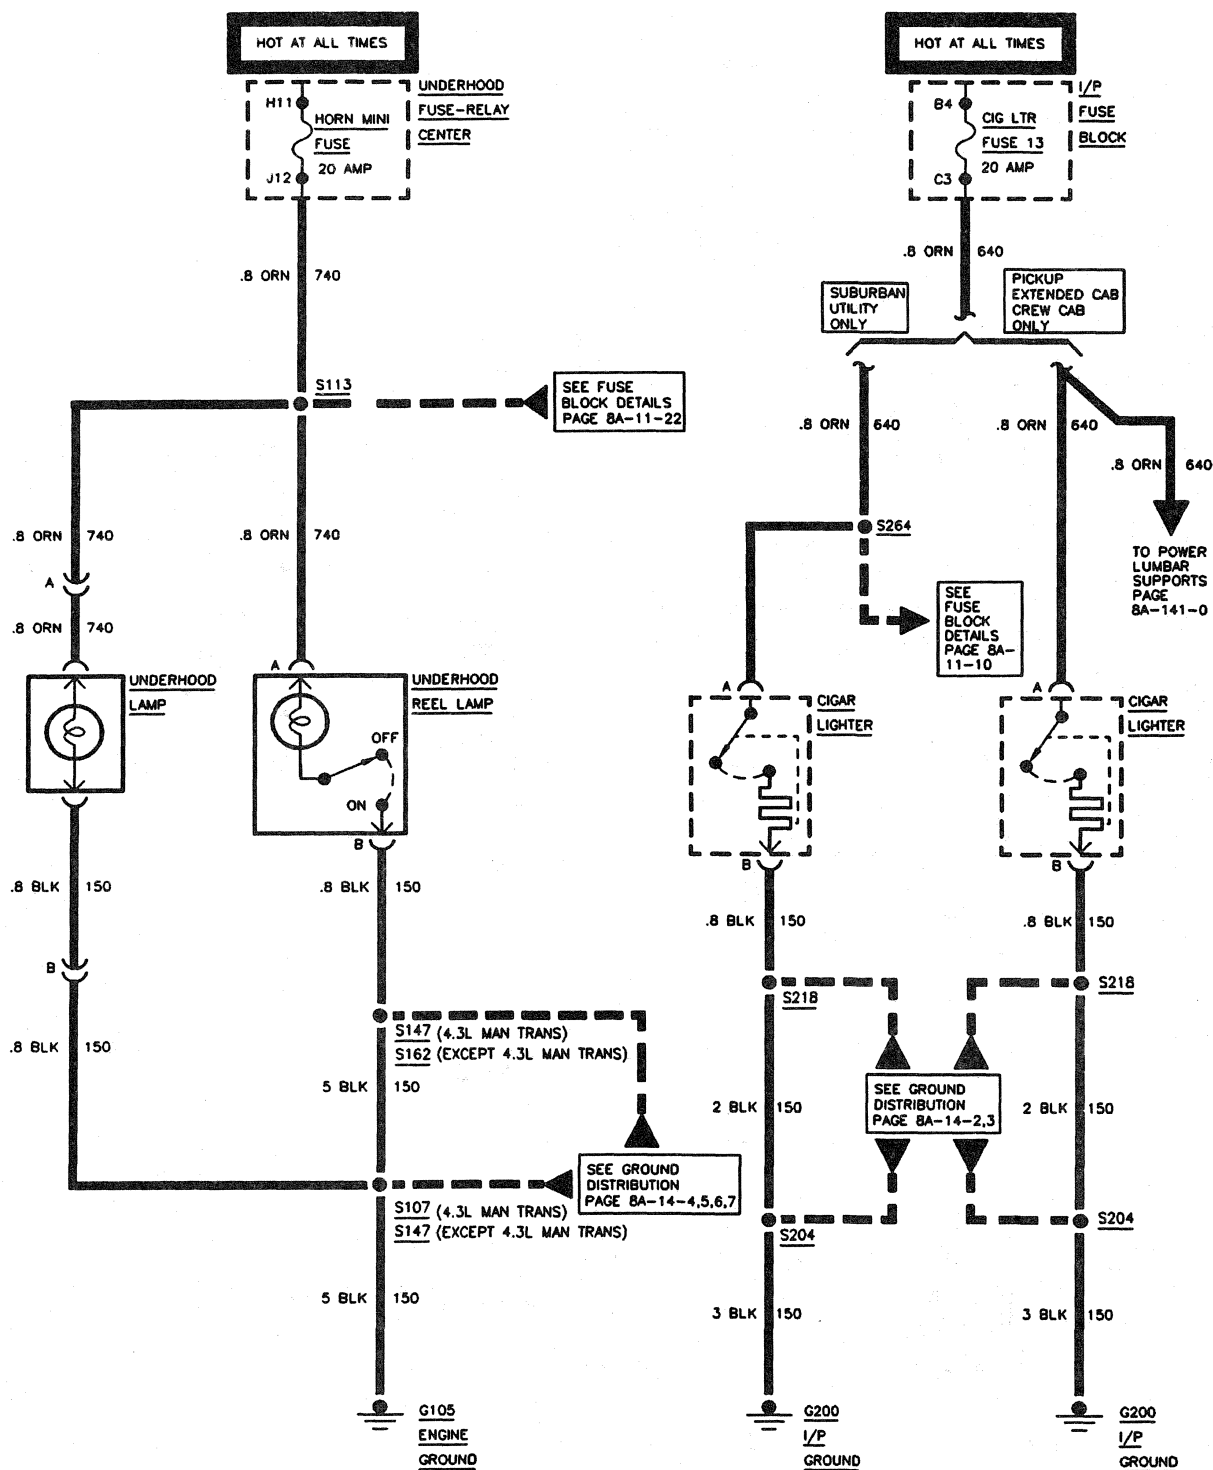 HOT AT ALL TIMES
H11
HORN MINI
FUSE
20 AMP
J12
UNDERHOOD
FUSE-RELAY
CENTER
.8 ORN 740
S113
SEE FUSE
BLOCK DETAILS
PAGE 8A-11-22
.8 ORN 740
A
.8 ORN 740
.8 ORN 740
UNDERHOOD
LAMP
A
UNDERHOOD
REEL LAMP
OFF
ON
B
.8 BLK 150
B
.8 BLK 150
.8 BLK 150
S147 (4.3L MAN TRANS)
S162 (EXCEPT 4.3L MAN TRANS)
5 BLK 150
SEE GROUND
DISTRIBUTION
PAGE 8A-14-4,5,6,7
S107 (4.3L MAN TRANS)
S147 (EXCEPT 4.3L MAN TRANS)
5 BLK 150
G105
ENGINE
GROUND
HOT AT ALL TIMES
B4
CIG LTR
FUSE 13
20 AMP
C3
I/P
FUSE
BLOCK
.8 ORN 640
SUBURBAN
UTILITY
ONLY
PICKUP
EXTENDED CAB
CREW CAB
ONLY
.8 ORN 640
.8 ORN 640
.8 ORN 640
S264
SEE
FUSE
BLOCK
DETAILS
PAGE 8A-
11-10
TO POWER
LUMBAR
SUPPORTS
PAGE
8A-141-0
A
CIGAR
LIGHTER
B
A
CIGAR
LIGHTER
B
.8 BLK 150
.8 BLK 150
S218
S218
SEE GROUND
DISTRIBUTION
PAGE 8A-14-2,3
2 BLK 150
2 BLK 150
S204
S204
3 BLK 150
3 BLK 150
G200
I/P
GROUND
G200
I/P
GROUND